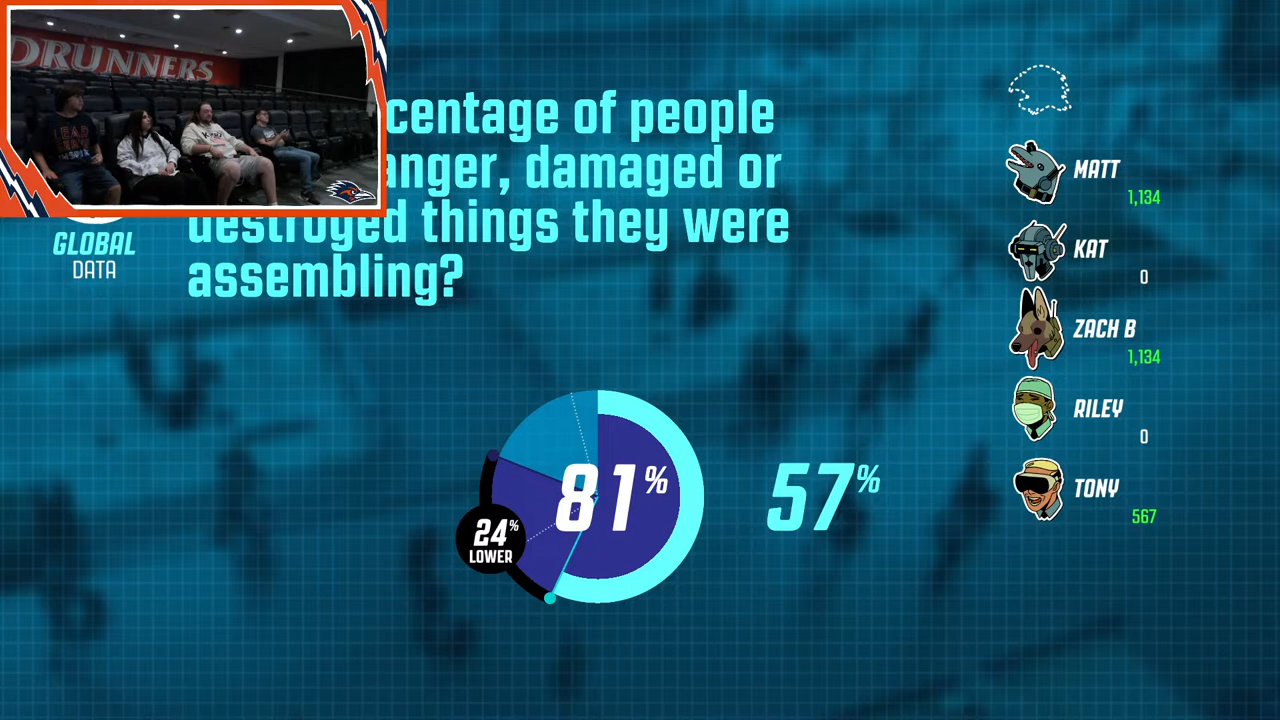 DRUNNERS
centage of people
anger, damaged or
destroyed things they were
assembling?
GLOBAL
DATA
81%
24%
LOWER
57%
MATT
1,134
KAT
0
ZACH B
1,134
RILEY
0
TONY
567